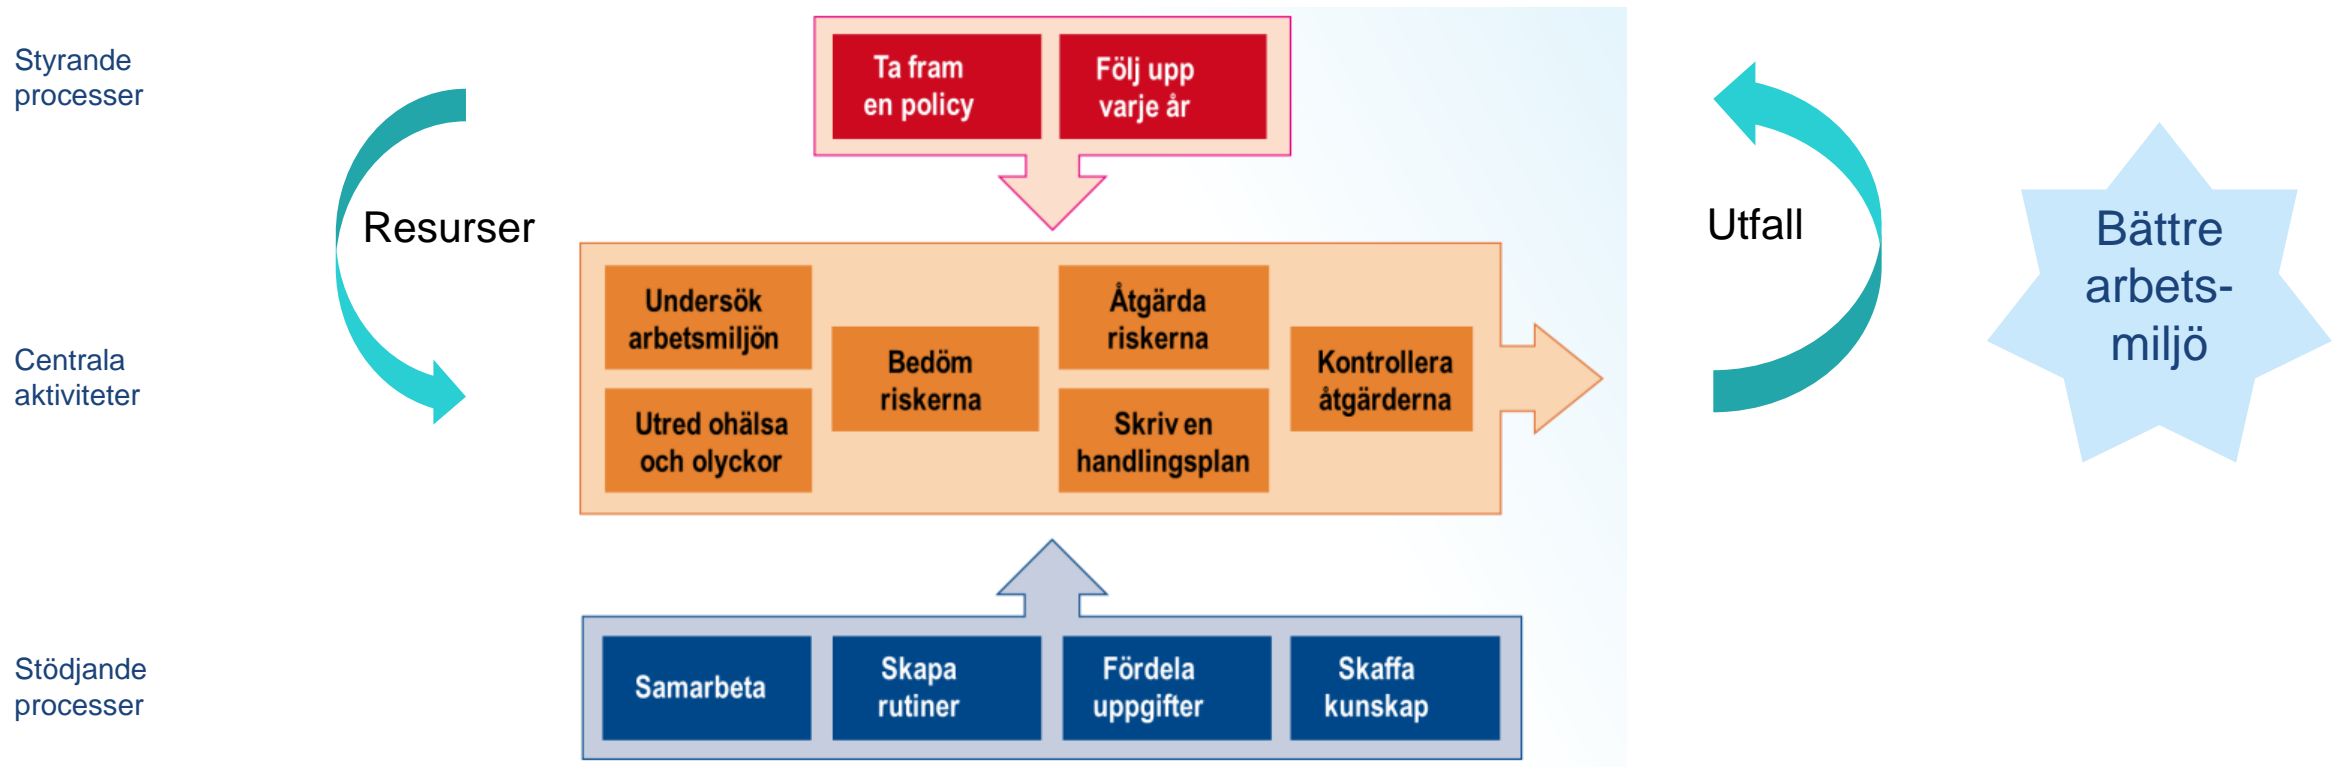 Styrande
processer
Ta fram
en policy
Följ upp
varje år
Resurser
Utfall
Bättre
arbets-
miljö
Centrala
aktiviteter
Undersök
arbetsmiljön
Utred ohälsa
och olyckor
Bedöm
riskerna
Åtgärda
riskerna
Skriv en
handlingsplan
Kontrollera
åtgärderna
Stödjande
processer
Samarbeta
Skapa
rutiner
Fördela
uppgifter
Skaffa
kunskap